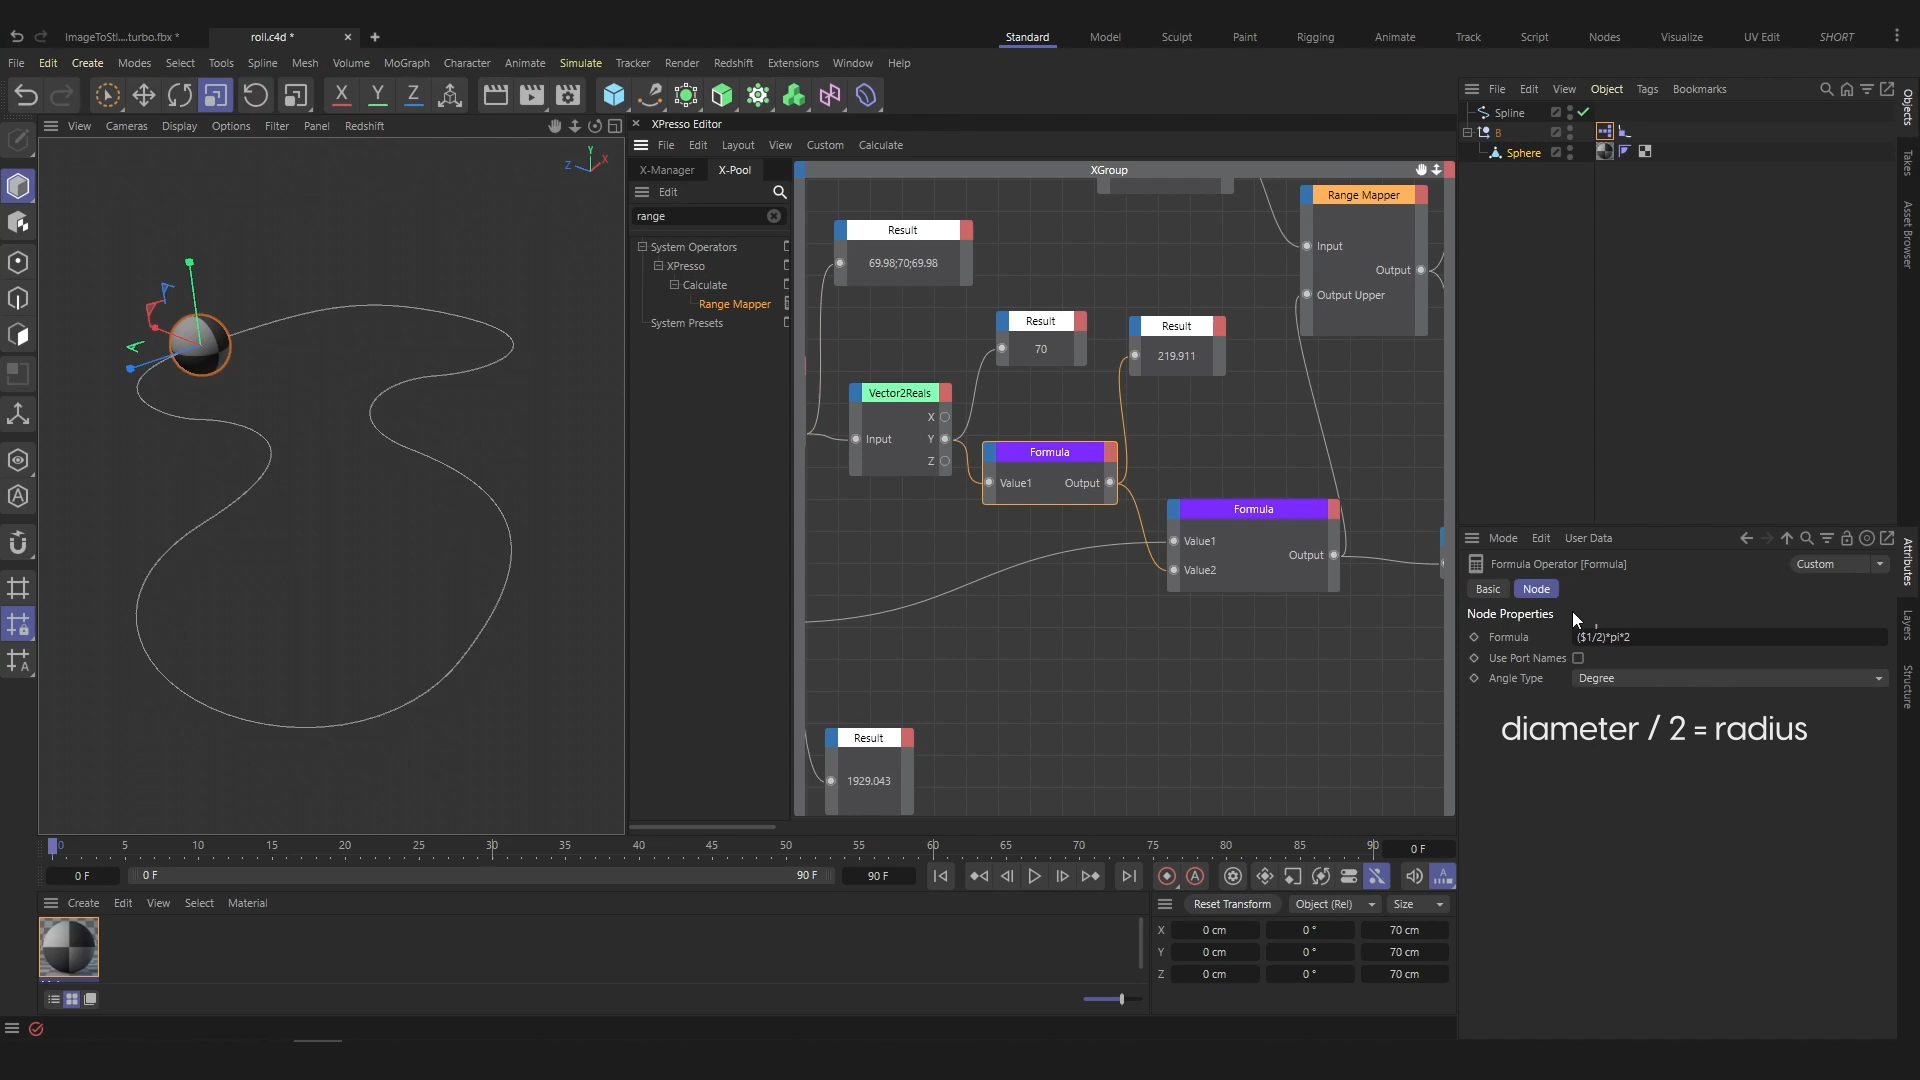 ImageToStl....turbo.fbx *
roll.c4d *
Standard
Model
Sculpt
Paint
Rigging
Animate
Track
Script
Nodes
Visualize
UV Edit
SHORT
File Edit Create Modes Select Tools Spline Mesh Volume MoGraph Character Animate Simulate Tracker Render Redshift Extensions Window Help
X Y Z
View Cameras Display Options Filter Panel Redshift
Y
Z X
XPresso Editor
File Edit Layout View Custom Calculate
X-Manager X-Pool
Edit
range
System Operators
XPresso
Calculate
Range Mapper
System Presets
XGroup
Result
69.98;70;69.98
Result
70
Result
219.911
Range Mapper
Input
Output
Output Upper
Vector2Reals
X
Input Y
Z
Formula
Value1 Output
Formula
Value1
Output
Value2
Result
1929.043
File Edit View Object Tags Bookmarks
Spline
B
Sphere
Objects
Takes
Asset Browser
Mode Edit User Data
Formula Operator [Formula]
Custom
Basic Node
Node Properties
Formula ($1/2)*pi*2
Use Port Names
Angle Type Degree
diameter / 2 = radius
Attributes
Layers
Structure
0 5 10 15 20 25 30 35 40 45 50 55 60 65 70 75 80 85 90 0 F
0 F 0 F 90 F 90 F
Create Edit View Select Material
Reset Transform Object (Rel) Size
X 0 cm 0 ° 70 cm
Y 0 cm 0 ° 70 cm
Z 0 cm 0 ° 70 cm